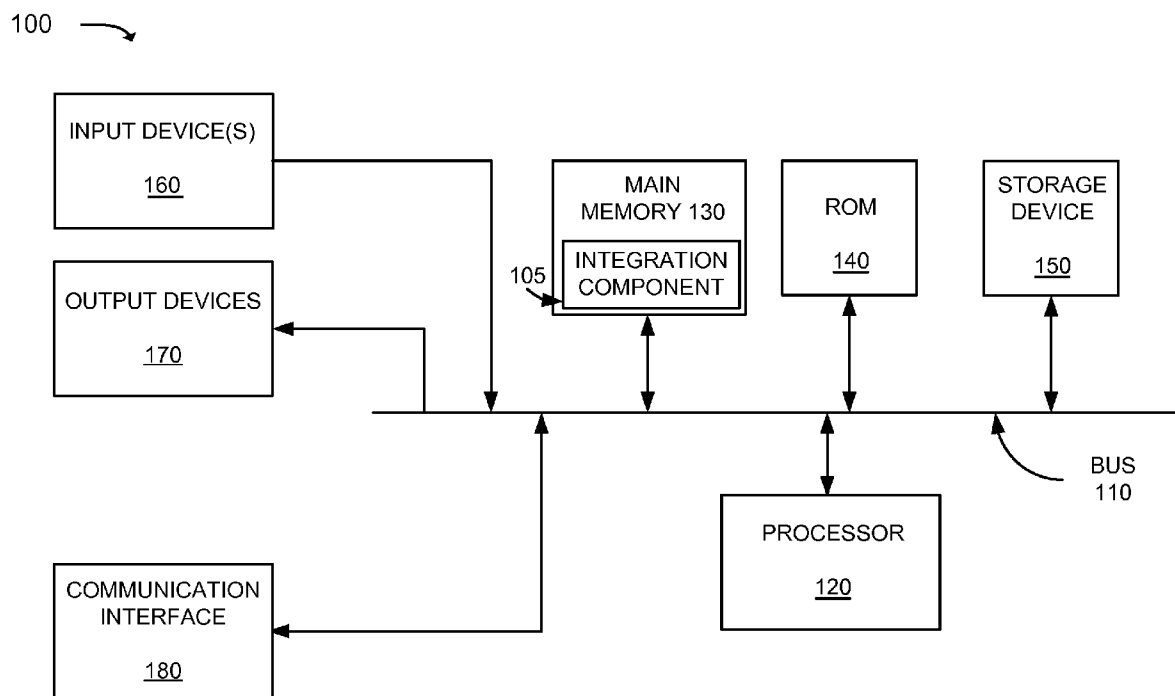 100
INPUT DEVICE(S)
160
OUTPUT DEVICES
170
MAIN
MEMORY 130
105
INTEGRATION
COMPONENT
ROM
140
STORAGE
DEVICE
150
BUS
110
PROCESSOR
120
COMMUNICATION
INTERFACE
180